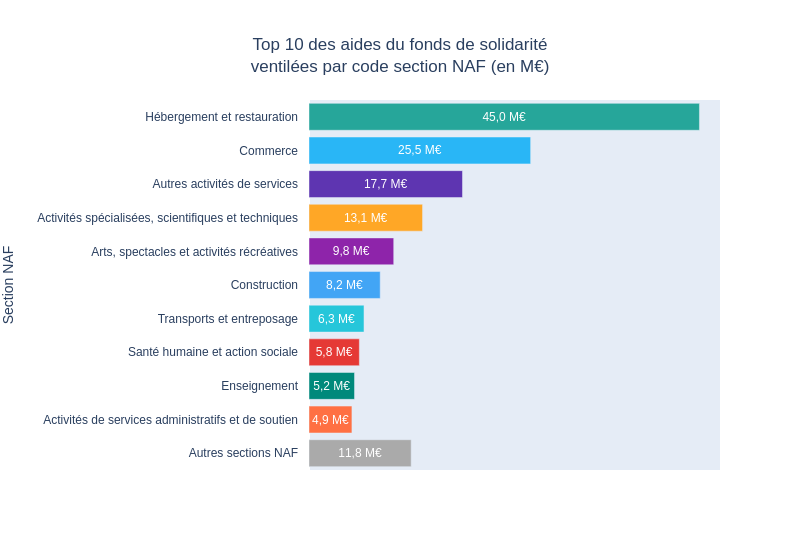 Top 10 des aides du fonds de solidarité
ventilées par code section NAF (en M€)
Section NAF
Hébergement et restauration 45,0 M€
Commerce 25,5 M€
Autres activités de services 17,7 M€
Activités spécialisées, scientifiques et techniques 13,1 M€
Arts, spectacles et activités récréatives 9,8 M€
Construction 8,2 M€
Transports et entreposage 6,3 M€
Santé humaine et action sociale 5,8 M€
Enseignement 5,2 M€
Activités de services administratifs et de soutien 4,9 M€
Autres sections NAF 11,8 M€